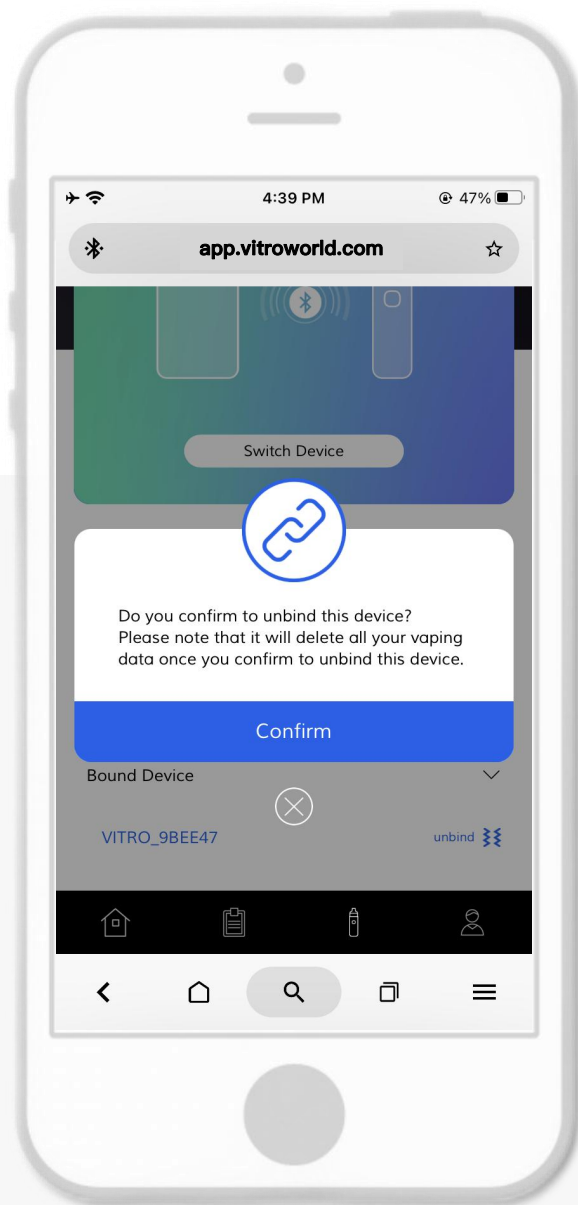 4:39 PM
47%
app.vitroworld.com
Switch Device
Do you confirm to unbind this device?
Please note that it will delete all your vaping
data once you confirm to unbind this device.
Confirm
Bound Device
VITRO_9BEE47
unbind